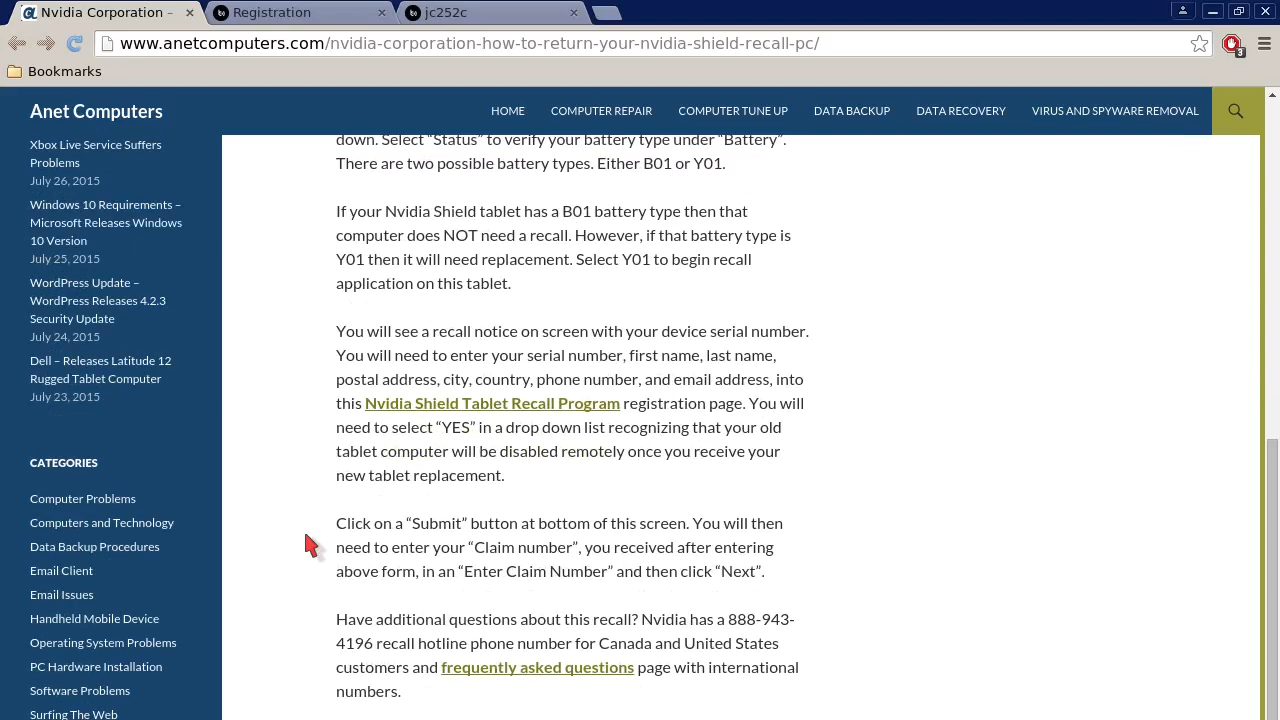 Nvidia Corporation –
Registration
jc252c
www.anetcomputers.com/nvidia-corporation-how-to-return-your-nvidia-shield-recall-pc/
3
Bookmarks
Anet Computers
HOME
COMPUTER REPAIR
COMPUTER TUNE UP
DATA BACKUP
DATA RECOVERY
VIRUS AND SPYWARE REMOVAL
Xbox Live Service Suffers
Problems
July 26, 2015
Windows 10 Requirements –
Microsoft Releases Windows
10 Version
July 25, 2015
WordPress Update –
WordPress Releases 4.2.3
Security Update
July 24, 2015
Dell – Releases Latitude 12
Rugged Tablet Computer
July 23, 2015
CATEGORIES
Computer Problems
Computers and Technology
Data Backup Procedures
Email Client
Email Issues
Handheld Mobile Device
Operating System Problems
PC Hardware Installation
Software Problems
Surfing The Web
down. Select “Status” to verify your battery type under “Battery”.
There are two possible battery types. Either B01 or Y01.
If your Nvidia Shield tablet has a B01 battery type then that
computer does NOT need a recall. However, if that battery type is
Y01 then it will need replacement. Select Y01 to begin recall
application on this tablet.
You will see a recall notice on screen with your device serial number.
You will need to enter your serial number, first name, last name,
postal address, city, country, phone number, and email address, into
this Nvidia Shield Tablet Recall Program registration page. You will
need to select “YES” in a drop down list recognizing that your old
tablet computer will be disabled remotely once you receive your
new tablet replacement.
Click on a “Submit” button at bottom of this screen. You will then
need to enter your “Claim number”, you received after entering
above form, in an “Enter Claim Number” and then click “Next”.
Have additional questions about this recall? Nvidia has a 888-943-
4196 recall hotline phone number for Canada and United States
customers and frequently asked questions page with international
numbers.